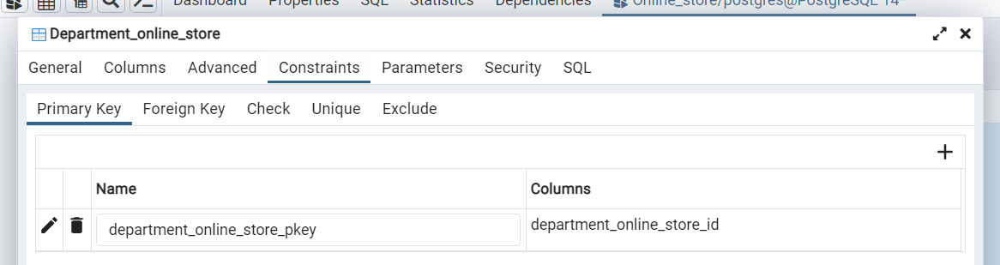 Dashboard Properties SQL Statistics Dependencies Online_store/postgres@PostgreSQL 14*
Department_online_store
General Columns Advanced Constraints Parameters Security SQL
Primary Key Foreign Key Check Unique Exclude
Name Columns
department_online_store_pkey department_online_store_id